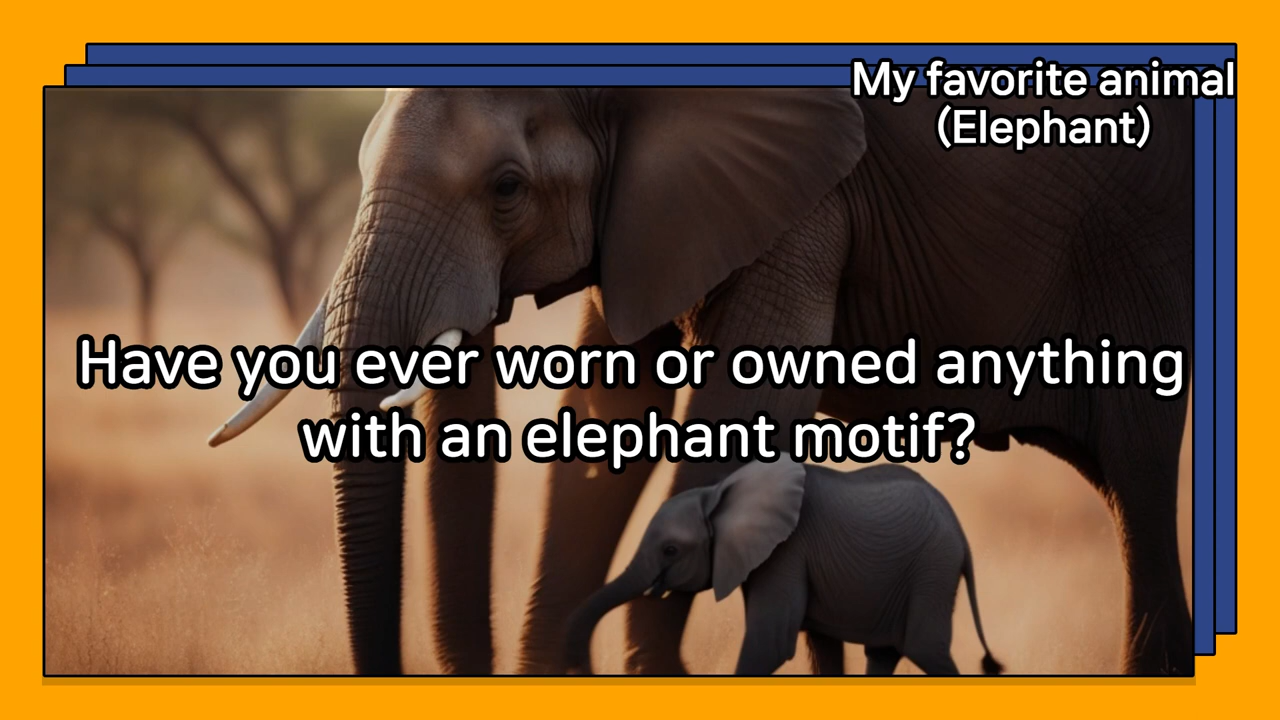 My favorite animal
(Elephant)
Have you ever worn or owned anything
with an elephant motif?